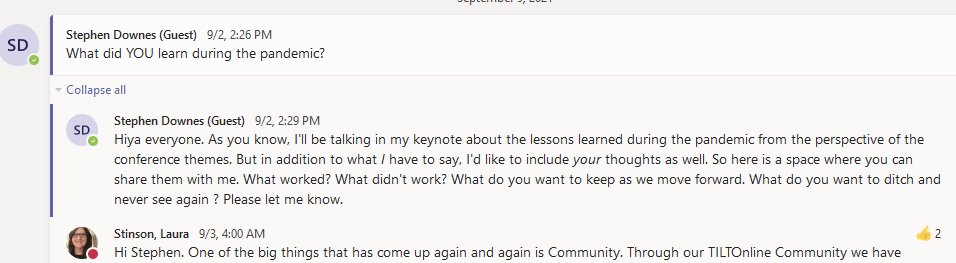 SD
Stephen Downes (Guest) 9/2, 2:26 PM
What did YOU learn during the pandemic?
Collapse all
SD
Stephen Downes (Guest) 9/2, 2:29 PM
Hiya everyone. As you know, I'll be talking in my keynote about the lessons learned during the pandemic from the perspective of the
conference themes. But in addition to what I have to say, I'd like to include your thoughts as well. So here is a space where you can
share them with me. What worked? What didn't work? What do you want to keep as we move forward. What do you want to ditch and
never see again ? Please let me know.
Stinson, Laura 9/3, 4:00 AM
2
Hi Stephen. One of the big things that has come up again and again is Community. Through our TILTOnline Community we have